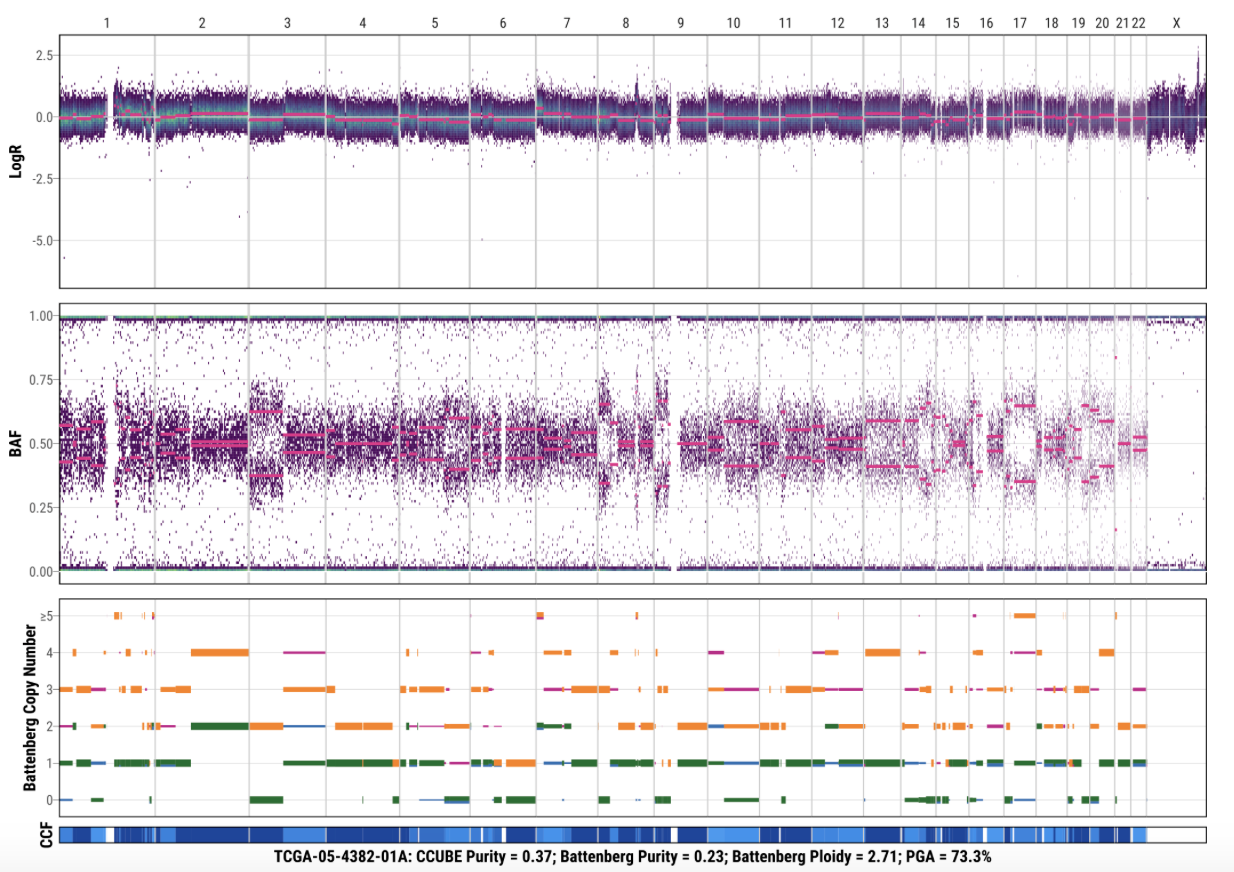 1 2 3 4 5 6 7 8 9 10 11 12 13 14 15 16 17 18 19 20 21 22 X
LogR
2.5
0.0
-2.5
-5.0
BAF
1.00
0.75
0.50
0.25
0.00
Battenberg Copy Number
≥5
4
3
2
1
0
CCF
TCGA-05-4382-01A: CCUBE Purity = 0.37; Battenberg Purity = 0.23; Battenberg Ploidy = 2.71; PGA = 73.3%